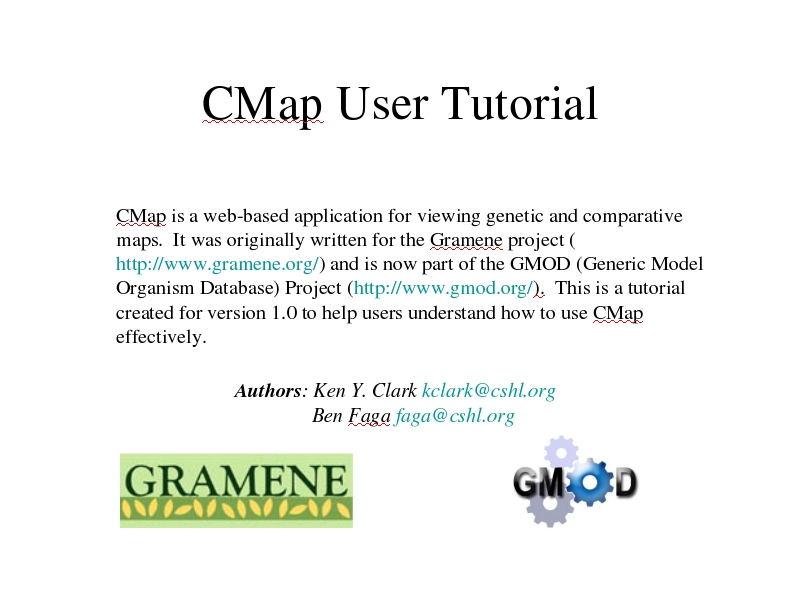 CMap User Tutorial
CMap is a web-based application for viewing genetic and comparative
maps.  It was originally written for the Gramene project (
http://www.gramene.org/) and is now part of the GMOD (Generic Model
Organism Database) Project (http://www.gmod.org/).  This is a tutorial
created for version 1.0 to help users understand how to use CMap
effectively.
Authors: Ken Y. Clark kclark@cshl.org
Ben Faga faga@cshl.org
GRAMENE
GMOD